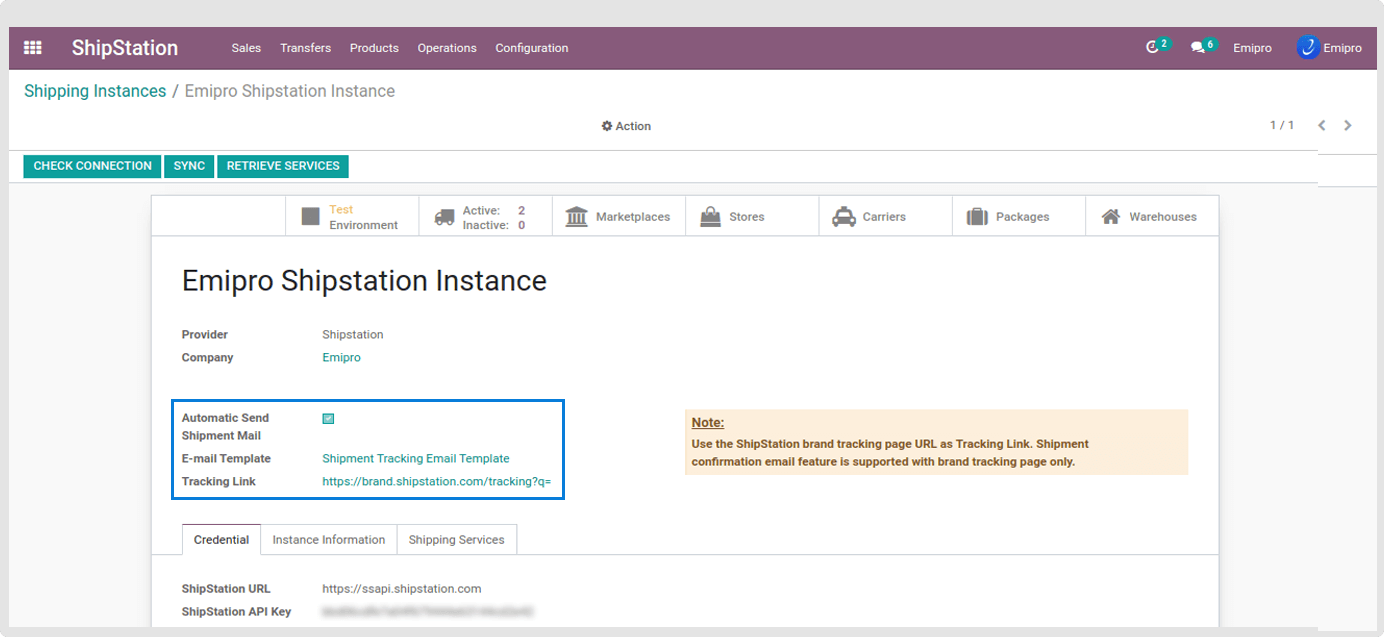 ShipStation Sales Transfers Products Operations Configuration 2 6 Emipro Emipro
Shipping Instances / Emipro Shipstation Instance
Action 1 / 1
CHECK CONNECTION SYNC RETRIEVE SERVICES
Test
Environment
Active: 2
Inactive: 0
Marketplaces
Stores
Carriers
Packages
Warehouses
Emipro Shipstation Instance
Provider Shipstation
Company Emipro
Automatic Send
Shipment Mail
E-mail Template Shipment Tracking Email Template
Tracking Link https://brand.shipstation.com/tracking?q=
Note:
Use the ShipStation brand tracking page URL as Tracking Link. Shipment
confirmation email feature is supported with brand tracking page only.
Credential Instance Information Shipping Services
ShipStation URL https://ssapi.shipstation.com
ShipStation API Key